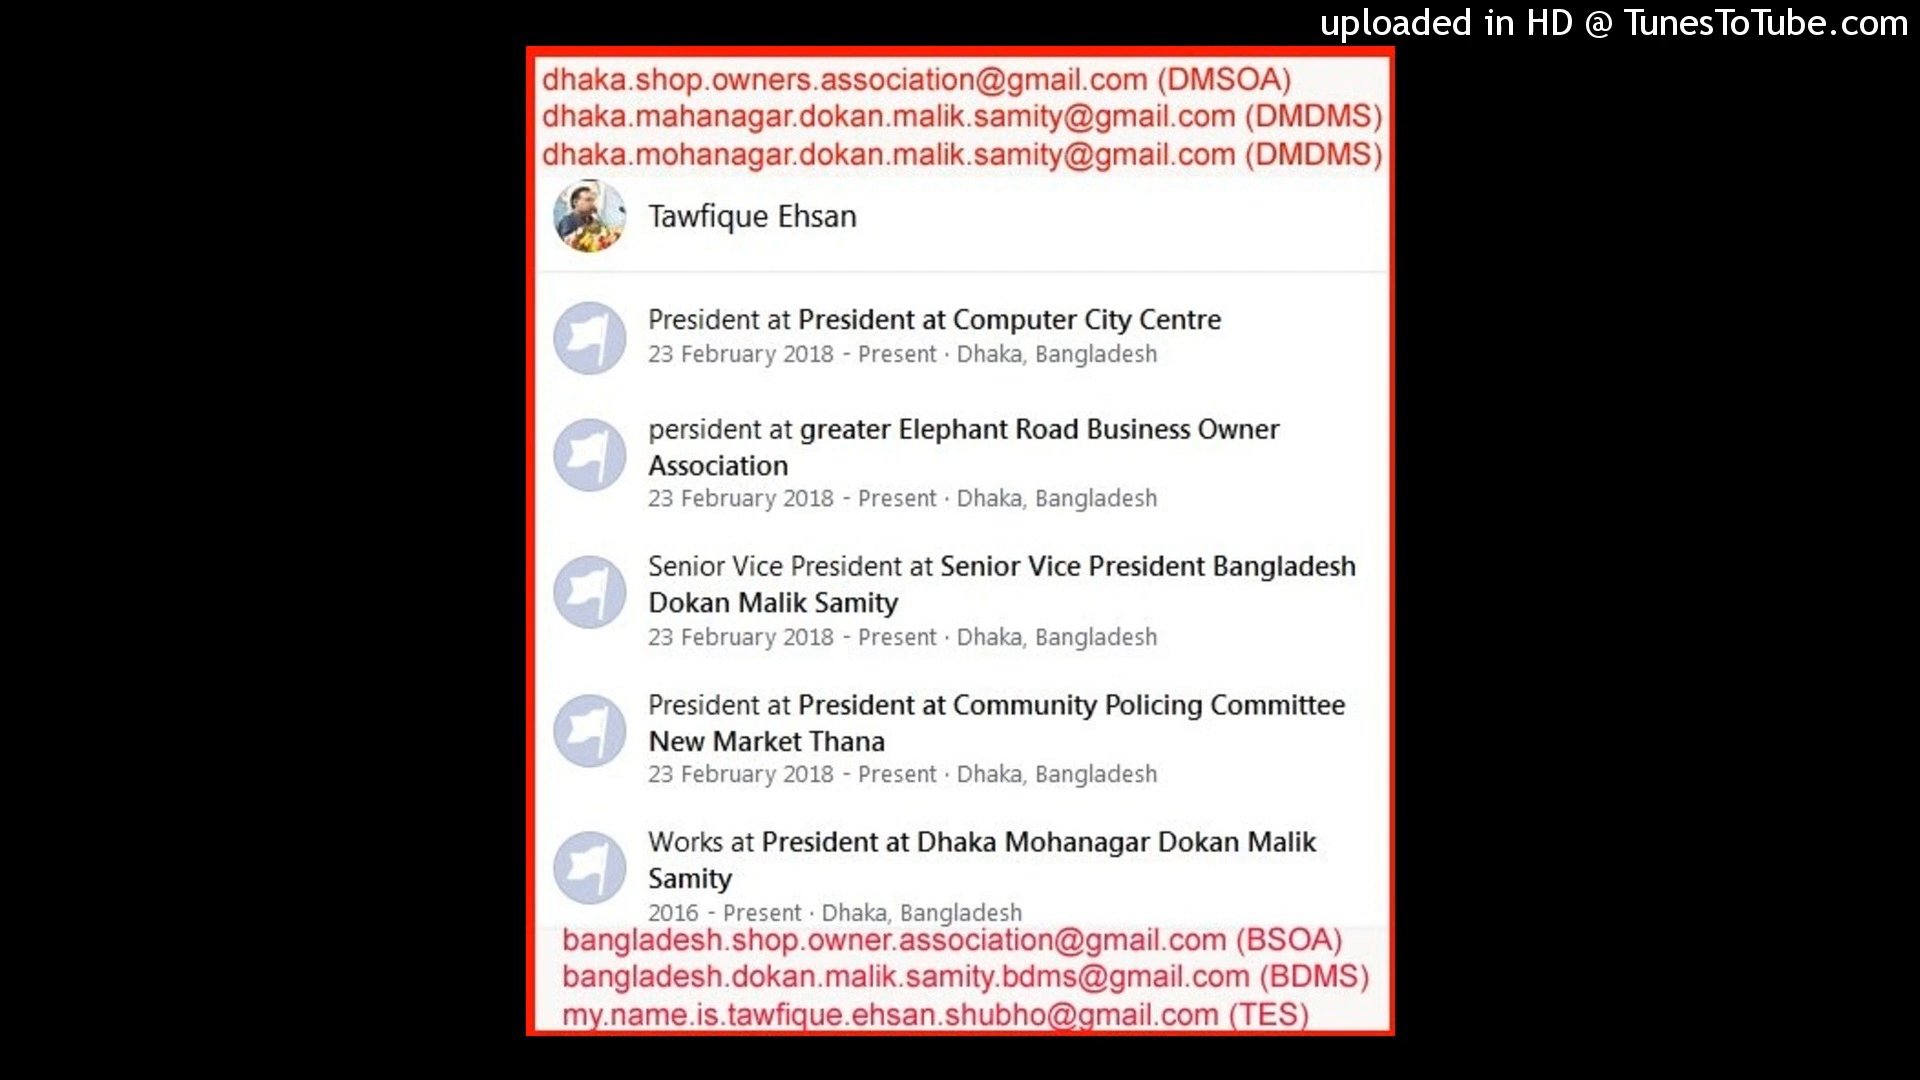 uploaded in HD @ TunesToTube.com
dhaka.shop.owners.association@gmail.com (DMSOA)
dhaka.mahanagar.dokan.malik.samity@gmail.com (DMDMS)
dhaka.mohanagar.dokan.malik.samity@gmail.com (DMDMS)
Tawfique Ehsan
President at President at Computer City Centre
23 February 2018 - Present · Dhaka, Bangladesh
persident at greater Elephant Road Business Owner
Association
23 February 2018 - Present · Dhaka, Bangladesh
Senior Vice President at Senior Vice President Bangladesh
Dokan Malik Samity
23 February 2018 - Present · Dhaka, Bangladesh
President at President at Community Policing Committee
New Market Thana
23 February 2018 - Present · Dhaka, Bangladesh
Works at President at Dhaka Mohanagar Dokan Malik
Samity
2016 - Present · Dhaka, Bangladesh
bangladesh.shop.owner.association@gmail.com (BSOA)
bangladesh.dokan.malik.samity.bdms@gmail.com (BDMS)
my.name.is.tawfique.ehsan.shubho@gmail.com (TES)